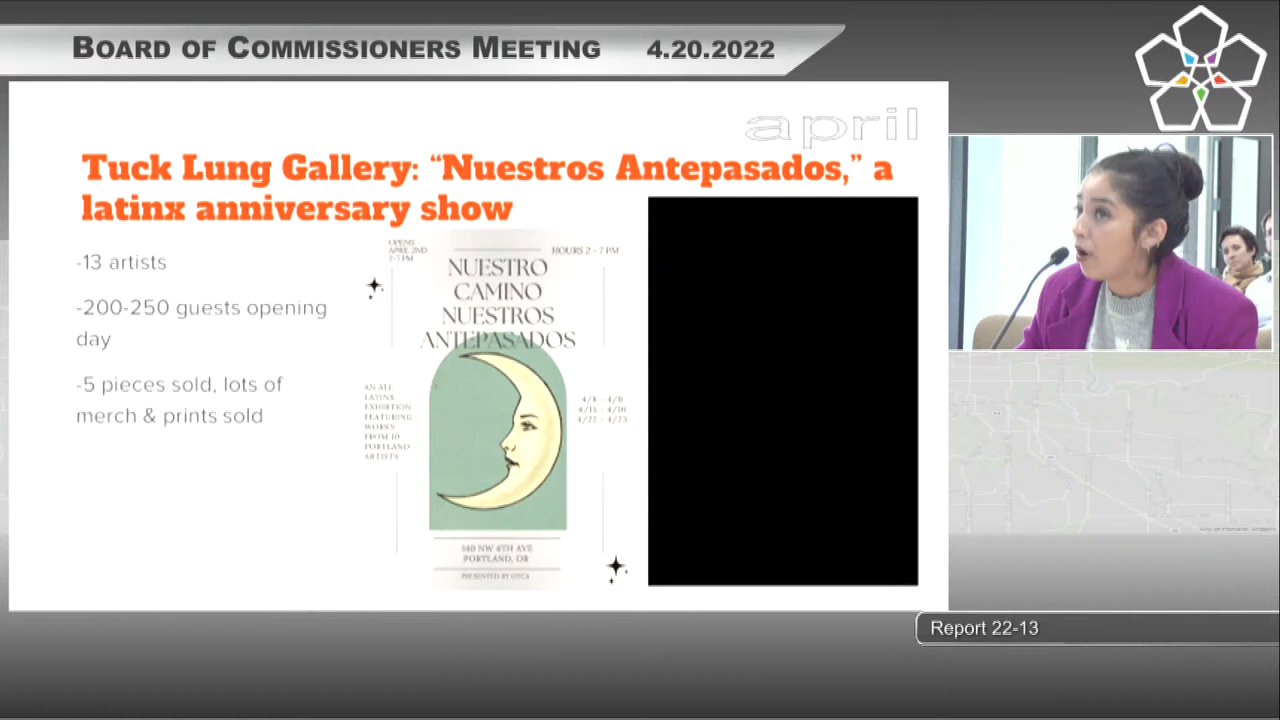 BOARD OF COMMISSIONERS MEETING 4.20.2022
april
Tuck Lung Gallery: “Nuestros Antepasados,” a
latinx anniversary show
-13 artists
-200-250 guests opening
day
-5 pieces sold, lots of
merch & prints sold
OPENS
APRIL 2ND
2-7 PM
HOURS 2 - 7 PM
NUESTRO
CAMINO
NUESTROS
ANTEPASADOS
AN ALL
LATINX
EXHIBITION
FEATURING
WORKS
FROM 10
PORTLAND
ARTISTS
4/8 - 4/9
4/15 - 4/16
4/22 - 4/23
140 NW 4TH AVE
PORTLAND, OR
PRESENTED BY OTCA
Report 22-13